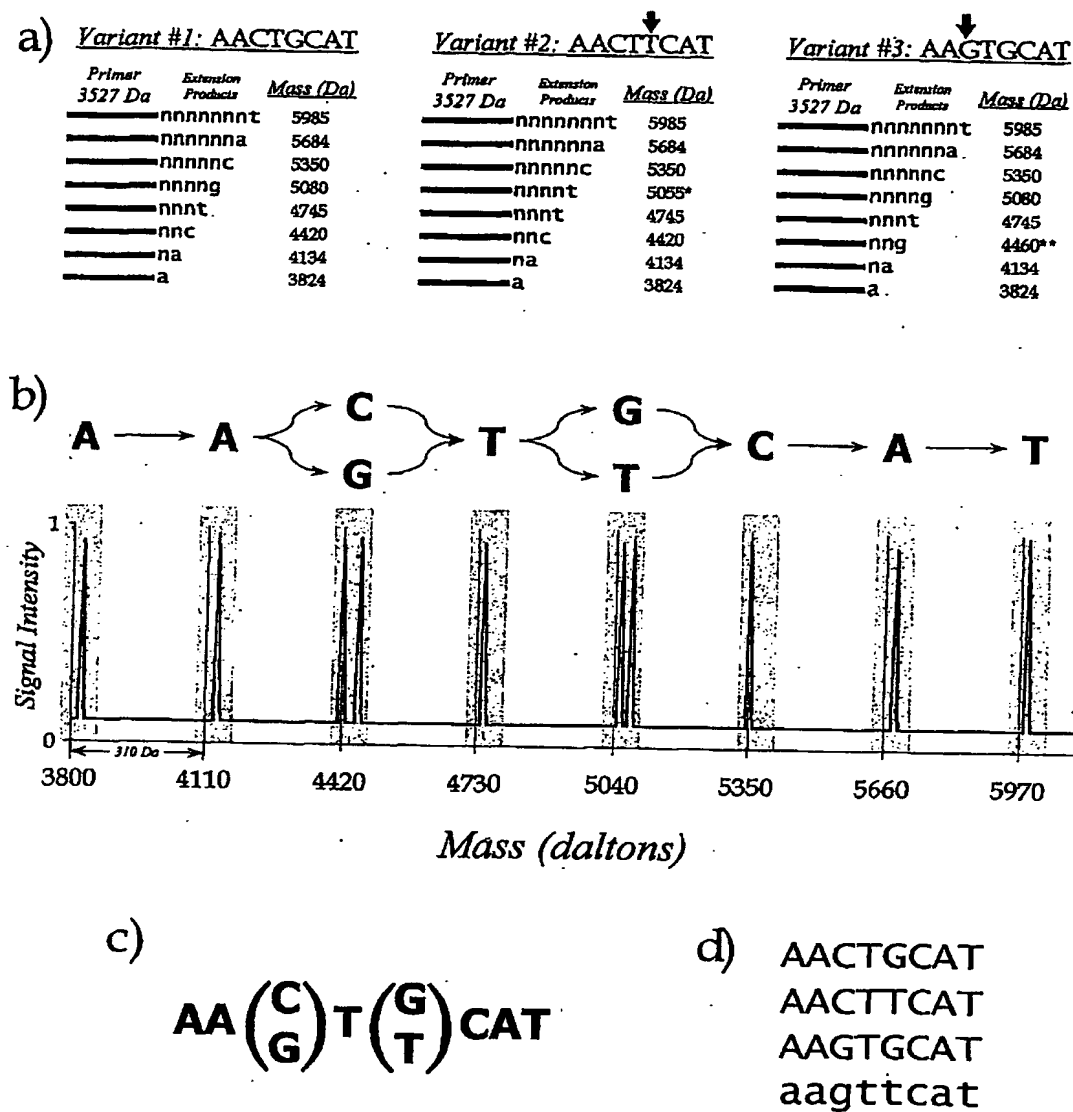 a)
Variant #1: AACTGCAT
Primer 3527 Da Extension Products Mass (Da)
nnnnnnnt 5985
nnnnnna 5684
nnnnnc 5350
nnnng 5080
nnnt 4745
nnc 4420
na 4134
a 3824
Variant #2: AACTTCAT
Primer 3527 Da Extension Products Mass (Da)
nnnnnnnt 5985
nnnnnna 5684
nnnnnc 5350
nnnnt 5055*
nnnt 4745
nnc 4420
na 4134
a 3824
Variant #3: AAGTGCAT
Primer 3527 Da Extension Products Mass (Da)
nnnnnnnt 5985
nnnnnna 5684
nnnnnc 5350
nnnng 5080
nnnt 4745
nng 4460**
na 4134
a 3824
b)
C G
A A T C A T
G T
1
Signal Intensity
0
310 Da
3800 4110 4420 4730 5040 5350 5660 5970
Mass (daltons)
c)
AA(C/G)T(G/T)CAT
d)
AACTGCAT
AACTTCAT
AAGTGCAT
aagttcat